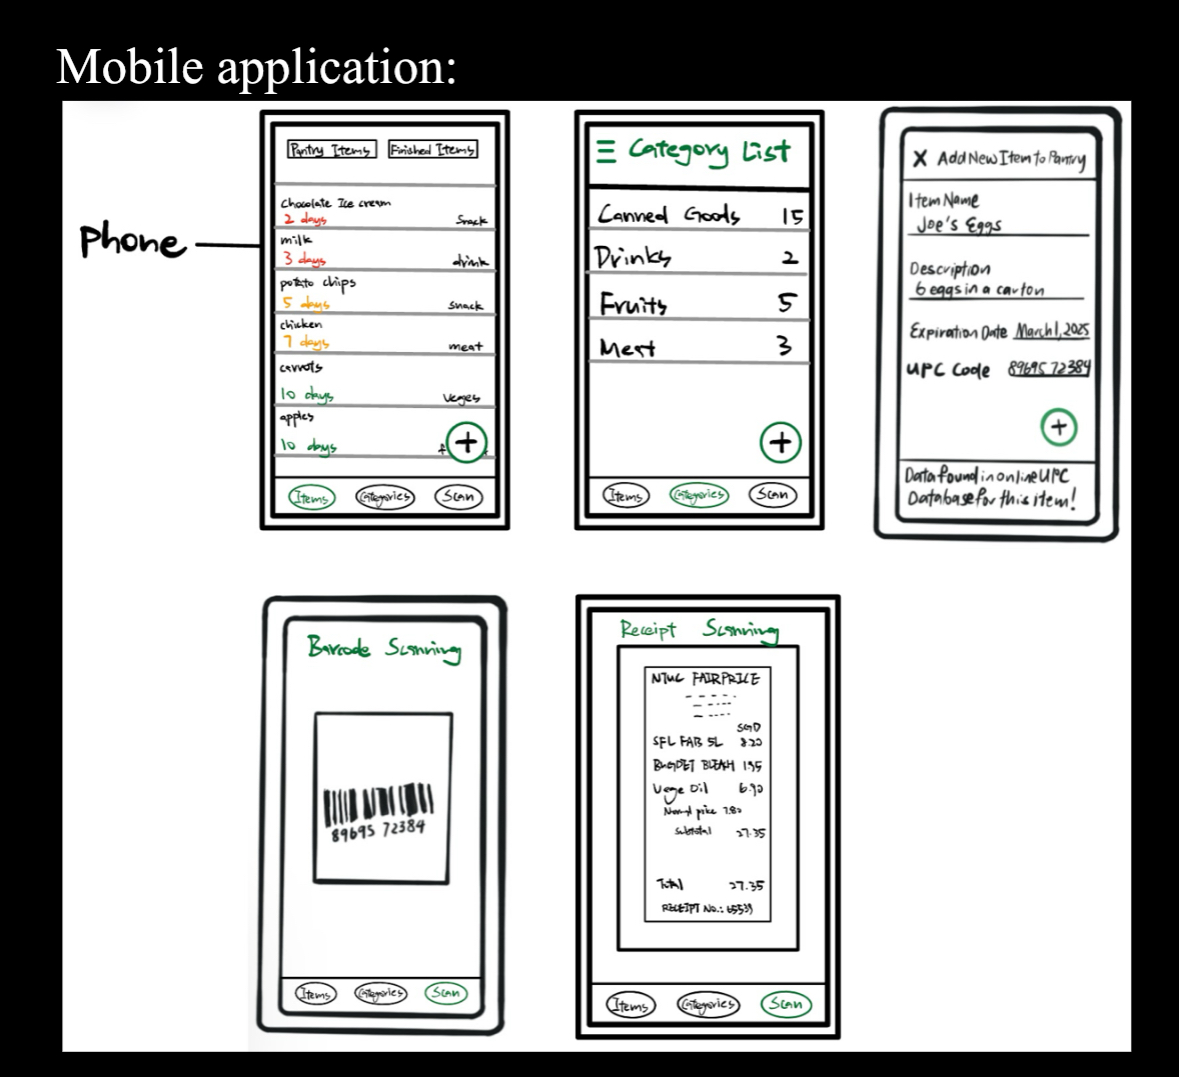 Mobile application:
Phone
Pantry Items Finished Items
Chocolate Ice cream
2 days Snack
milk
3 days drink
potato chips
5 days snack
chicken
7 days meat
carrots
10 days veges
apples
10 days
+
Items Categories Scan
Category List
Canned Goods 15
Drinks 2
Fruits 5
Meat 3
+
Items Categories Scan
X Add New Item to Pantry
Item Name
Joe's Eggs
Description
6 eggs in a carton
Expiration Date March 1, 2025
UPC Code 89695 72384
+
Data found in online UPC
Database for this item!
Barcode Scanning
89695 72384
Items Categories Scan
Receipt Scanning
NTUC FAIRPRICE
SGD
SFL FAB 5L 8.20
BUGDET BLEACH 1.95
Vege Oil 6.90
Normal price 7.80
Subtotal 27.35
Total 27.35
RECEIPT No.: 65539
Items Categories Scan